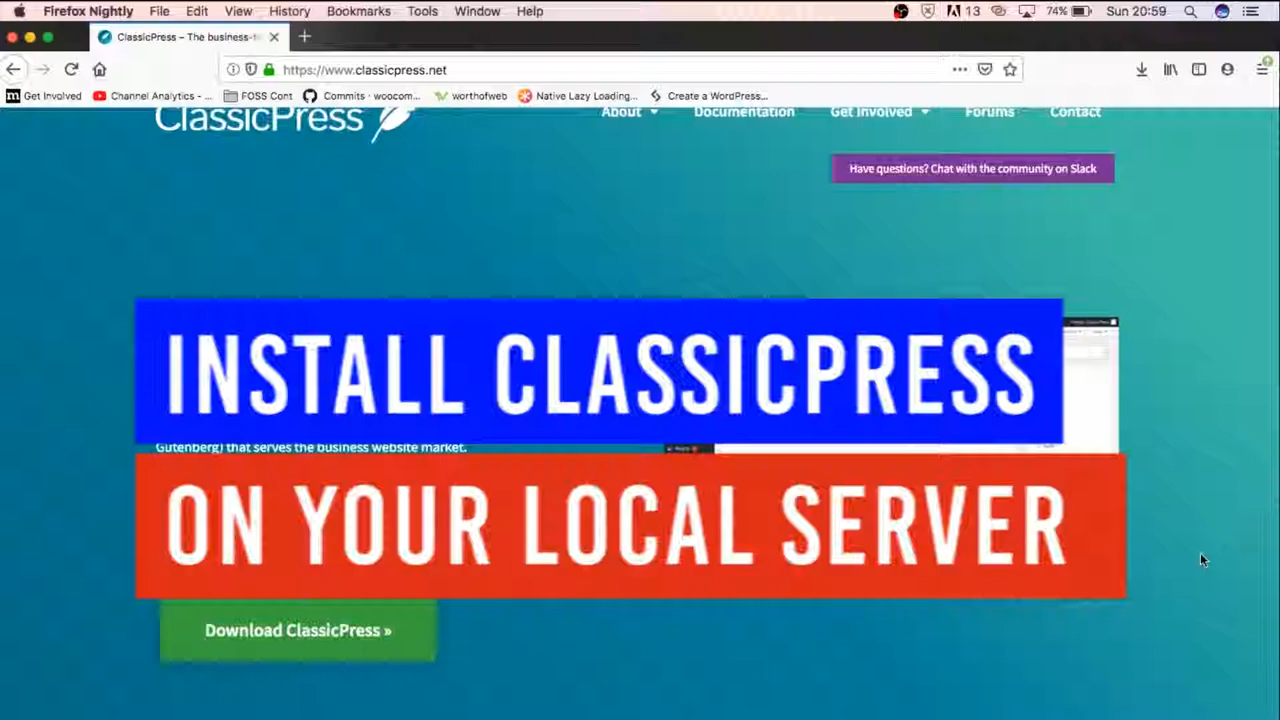 Firefox Nightly File Edit View History Bookmarks Tools Window Help 13 74% Sun 20:59
ClassicPress – The business-f
https://www.classicpress.net
Get Involved Channel Analytics - ... FOSS Cont Commits · woocom... worthofweb Native Lazy Loading... Create a WordPress...
ClassicPress About Documentation Get Involved Forums Contact
Have questions? Chat with the community on Slack
INSTALL CLASSICPRESS
Gutenberg) that serves the business website market.
ON YOUR LOCAL SERVER
Download ClassicPress »